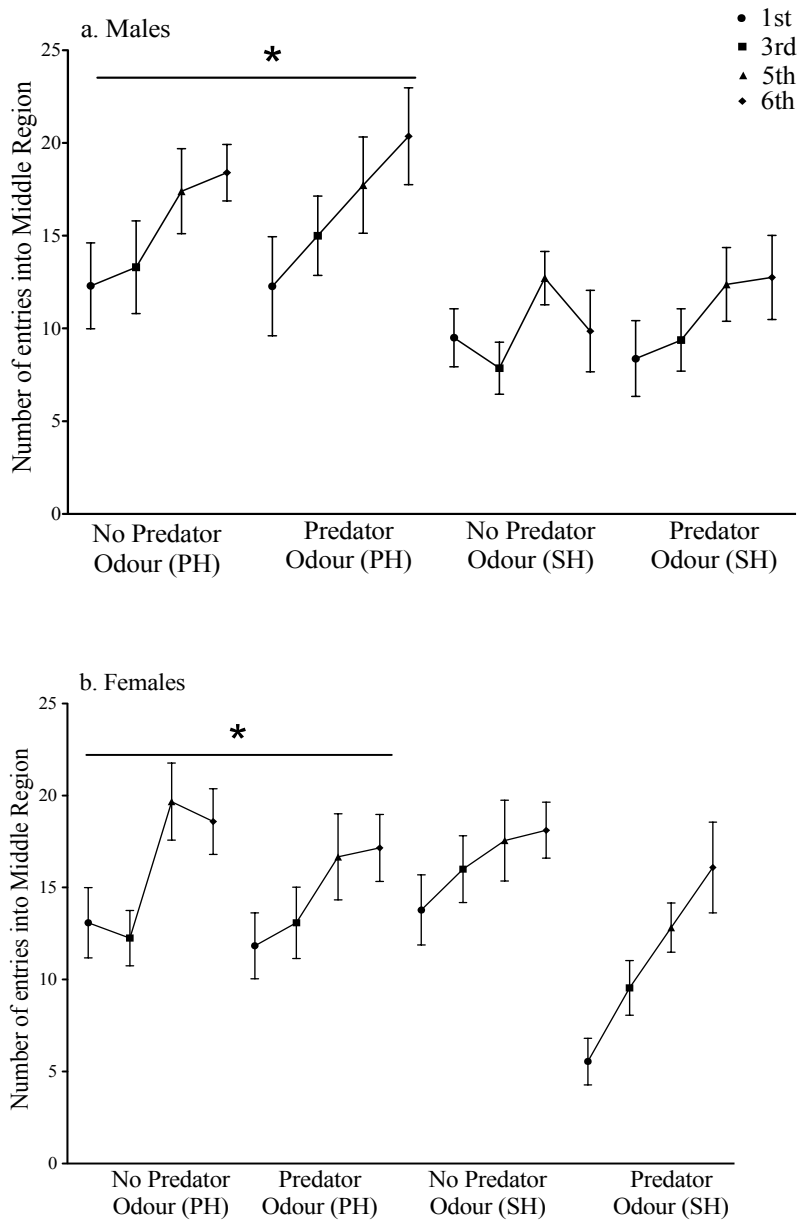 a. Males
● 1st
■ 3rd
▲ 5th
◆ 6th
*
Number of entries into Middle Region
25
20
15
10
5
0
No Predator
Odour (PH)
Predator
Odour (PH)
No Predator
Odour (SH)
Predator
Odour (SH)
b. Females
*
Number of entries into Middle Region
25
20
15
10
5
0
No Predator
Odour (PH)
Predator
Odour (PH)
No Predator
Odour (SH)
Predator
Odour (SH)